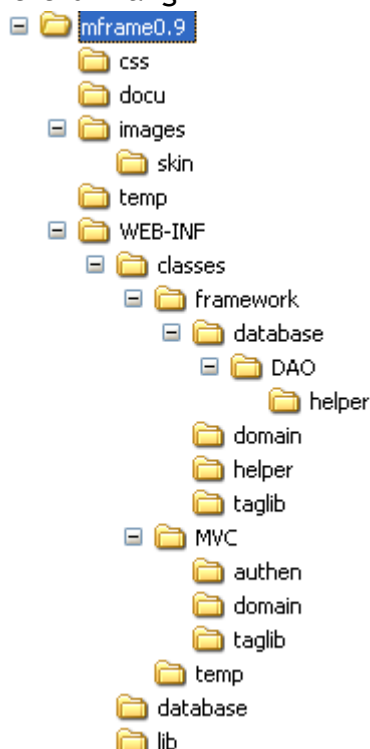 mframe0.9
css
docu
images
skin
temp
WEB-INF
classes
framework
database
DAO
helper
domain
helper
taglib
MVC
authen
domain
taglib
temp
database
lib